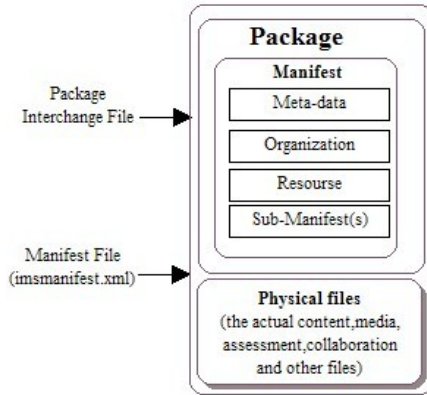 Package
Manifest
Meta-data
Organization
Resourse
Sub-Manifest(s)
Package
Interchange File
Manifest File
(imsmanifest.xml)
Physical files
(the actual content,media,
assessment,collaboration
and other files)